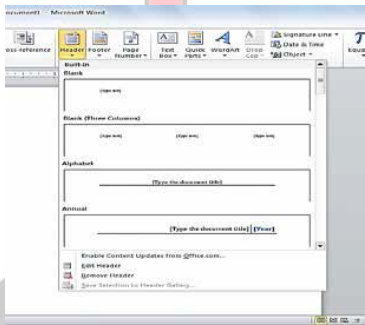 Document1 - Microsoft Word
Cross-reference
Header Footer Page Number Text Box Quick Parts WordArt Drop Cap
Signature Line
Date & Time
Object
Equa
Built-In
Blank
[Type text]
Blank (Three Columns)
[Type text] [Type text] [Type text]
Alphabet
[Type the document title]
Annual
[Type the document title] [Year]
Enable Content Updates from Office.com...
Edit Header
Remove Header
Save Selection to Header Gallery...